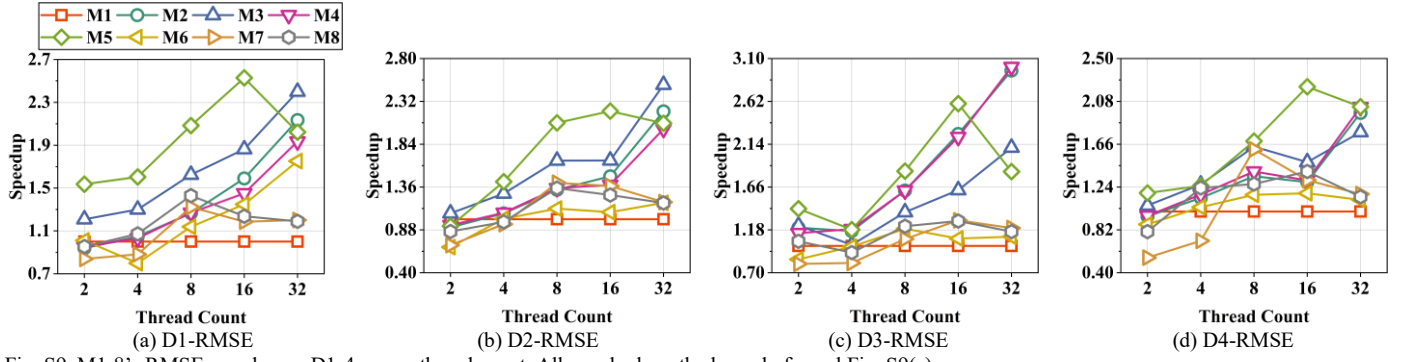 M1 M2 M3 M4
M5 M6 M7 M8
2.7
2.3
1.9
1.5
1.1
0.7
Speedup
2 4 8 16 32
Thread Count
(a) D1-RMSE
2.80
2.32
1.84
1.36
0.88
0.40
Speedup
2 4 8 16 32
Thread Count
(b) D2-RMSE
3.10
2.62
2.14
1.66
1.18
0.70
Speedup
2 4 8 16 32
Thread Count
(c) D3-RMSE
2.50
2.08
1.66
1.24
0.82
0.40
Speedup
2 4 8 16 32
Thread Count
(d) D4-RMSE